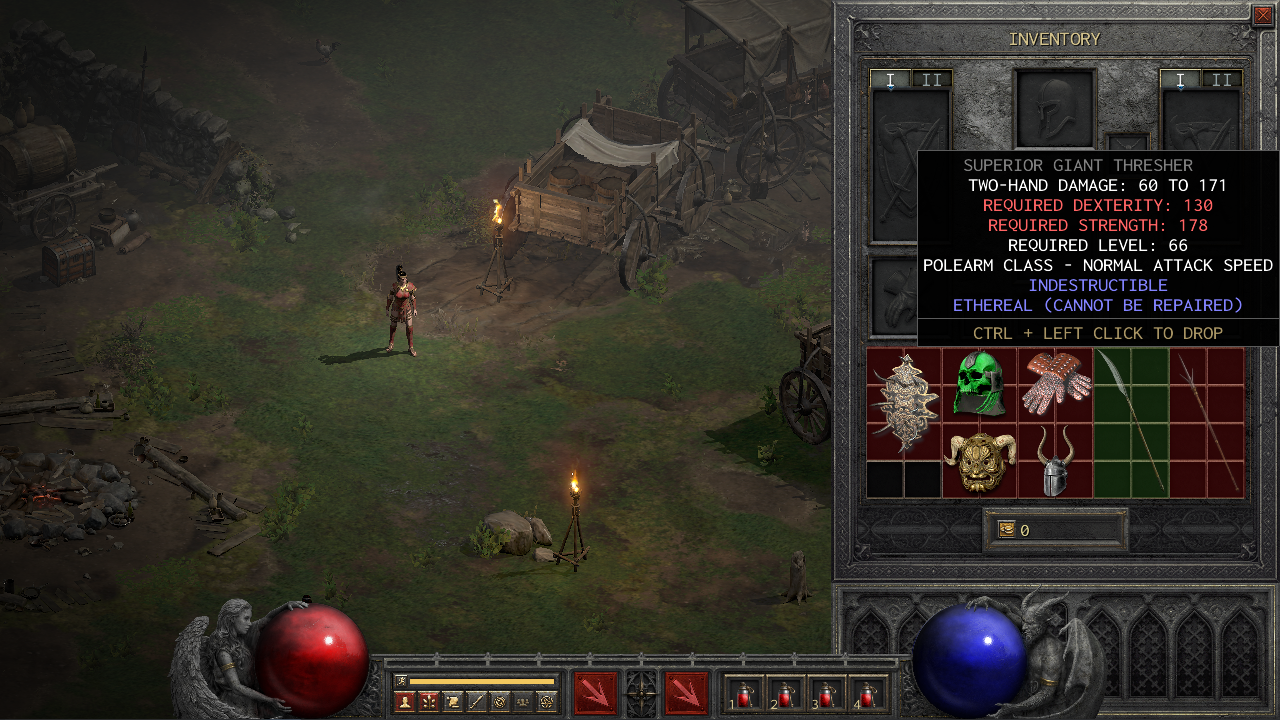 INVENTORY
I II
I II
SUPERIOR GIANT THRESHER
TWO-HAND DAMAGE: 60 TO 171
REQUIRED DEXTERITY: 130
REQUIRED STRENGTH: 178
REQUIRED LEVEL: 66
POLEARM CLASS - NORMAL ATTACK SPEED
INDESTRUCTIBLE
ETHEREAL (CANNOT BE REPAIRED)
CTRL + LEFT CLICK TO DROP
0
1 2 3 4